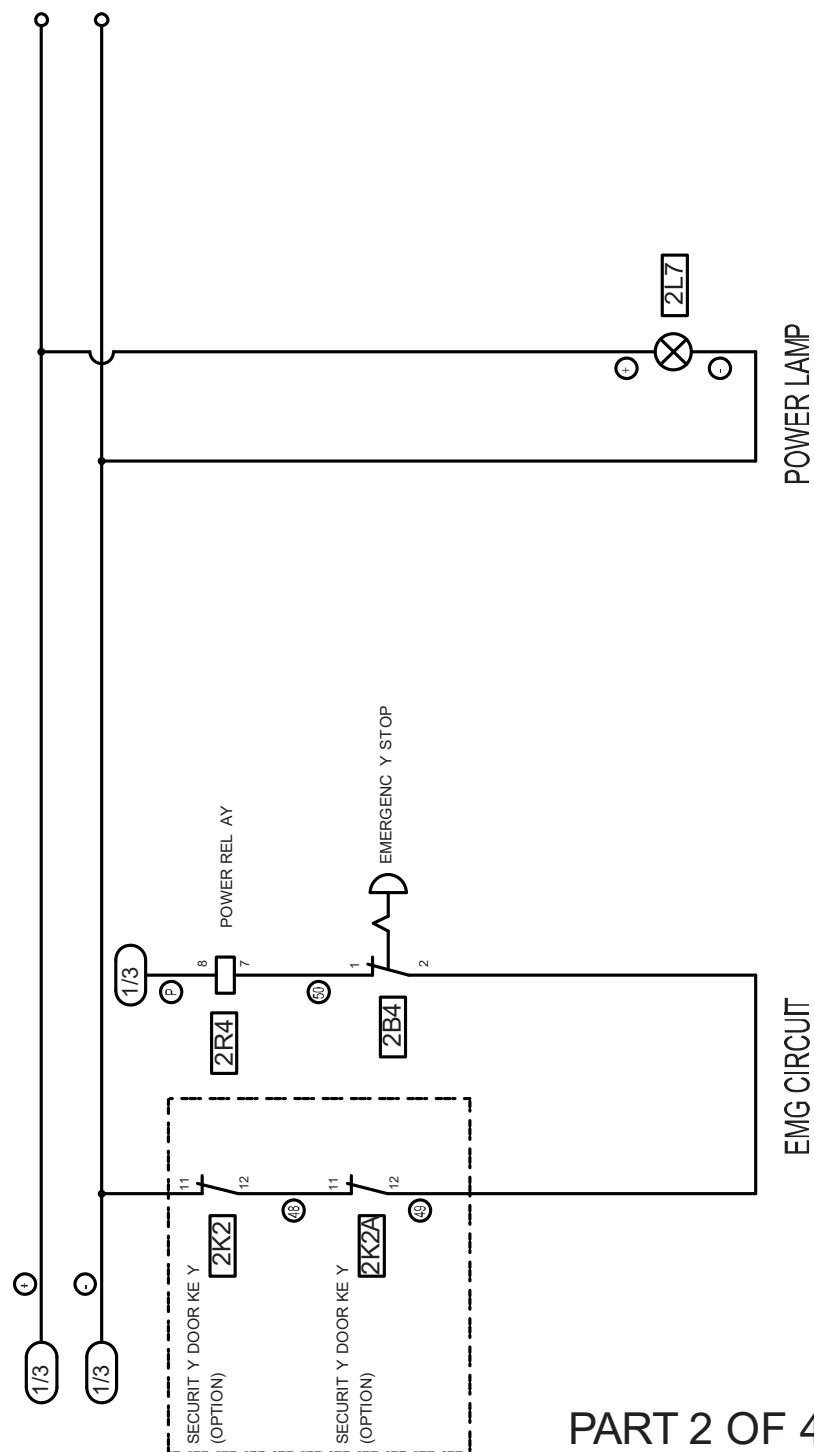 +
-
1/3
1/3
2L7
+
-
POWER LAMP
1/3
P
8
7
POWER REL AY
2R4
50
1
2
EMERGENC Y STOP
2B4
11
12
2K2
48
11
12
2K2A
49
SECURIT Y DOOR KE Y
(OPTION)
SECURIT Y DOOR KE Y
(OPTION)
EMG CIRCUIT
PART 2 OF 4